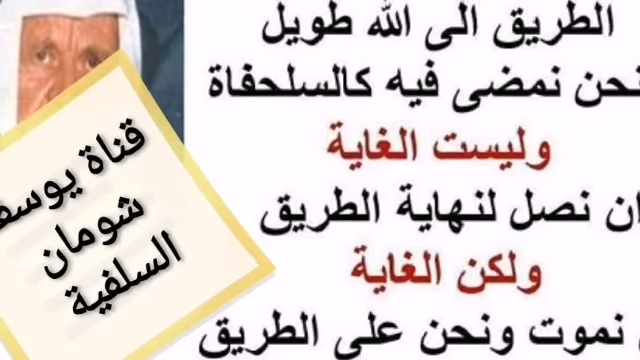 الطريق الى الله طويل
نحن نمضى فيه كالسلحفاة
وليست الغاية
ان نصل لنهاية الطريق
ولكن الغاية
نموت ونحن على الطريق
قناة يوسف
شومان
السلفية